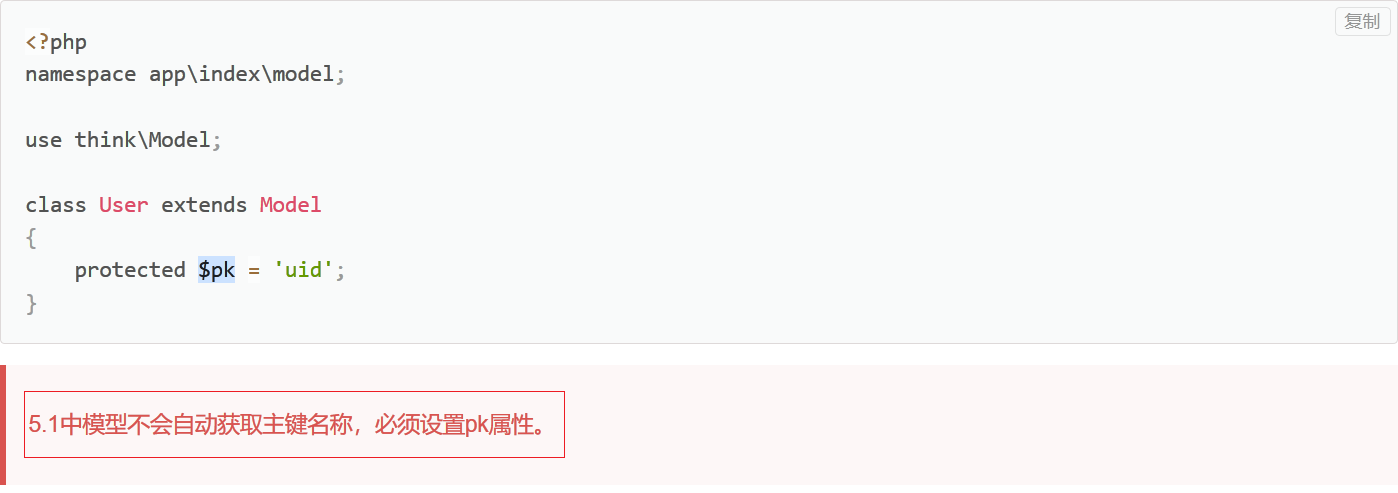 复制
<?php
namespace app\index\model;
use think\Model;
class User extends Model
{
    protected $pk = 'uid';
}
5.1中模型不会自动获取主键名称，必须设置pk属性。